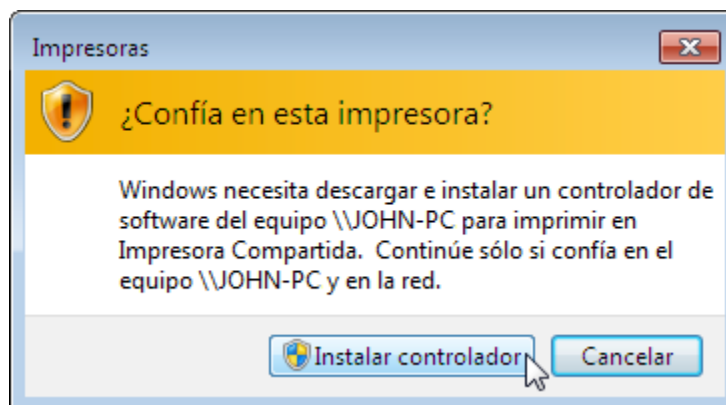 Impresoras
¿Confía en esta impresora?
Windows necesita descargar e instalar un controlador de
software del equipo \\JOHN-PC para imprimir en
Impresora Compartida.  Continúe sólo si confía en el
equipo \\JOHN-PC y en la red.
Instalar controlador
Cancelar